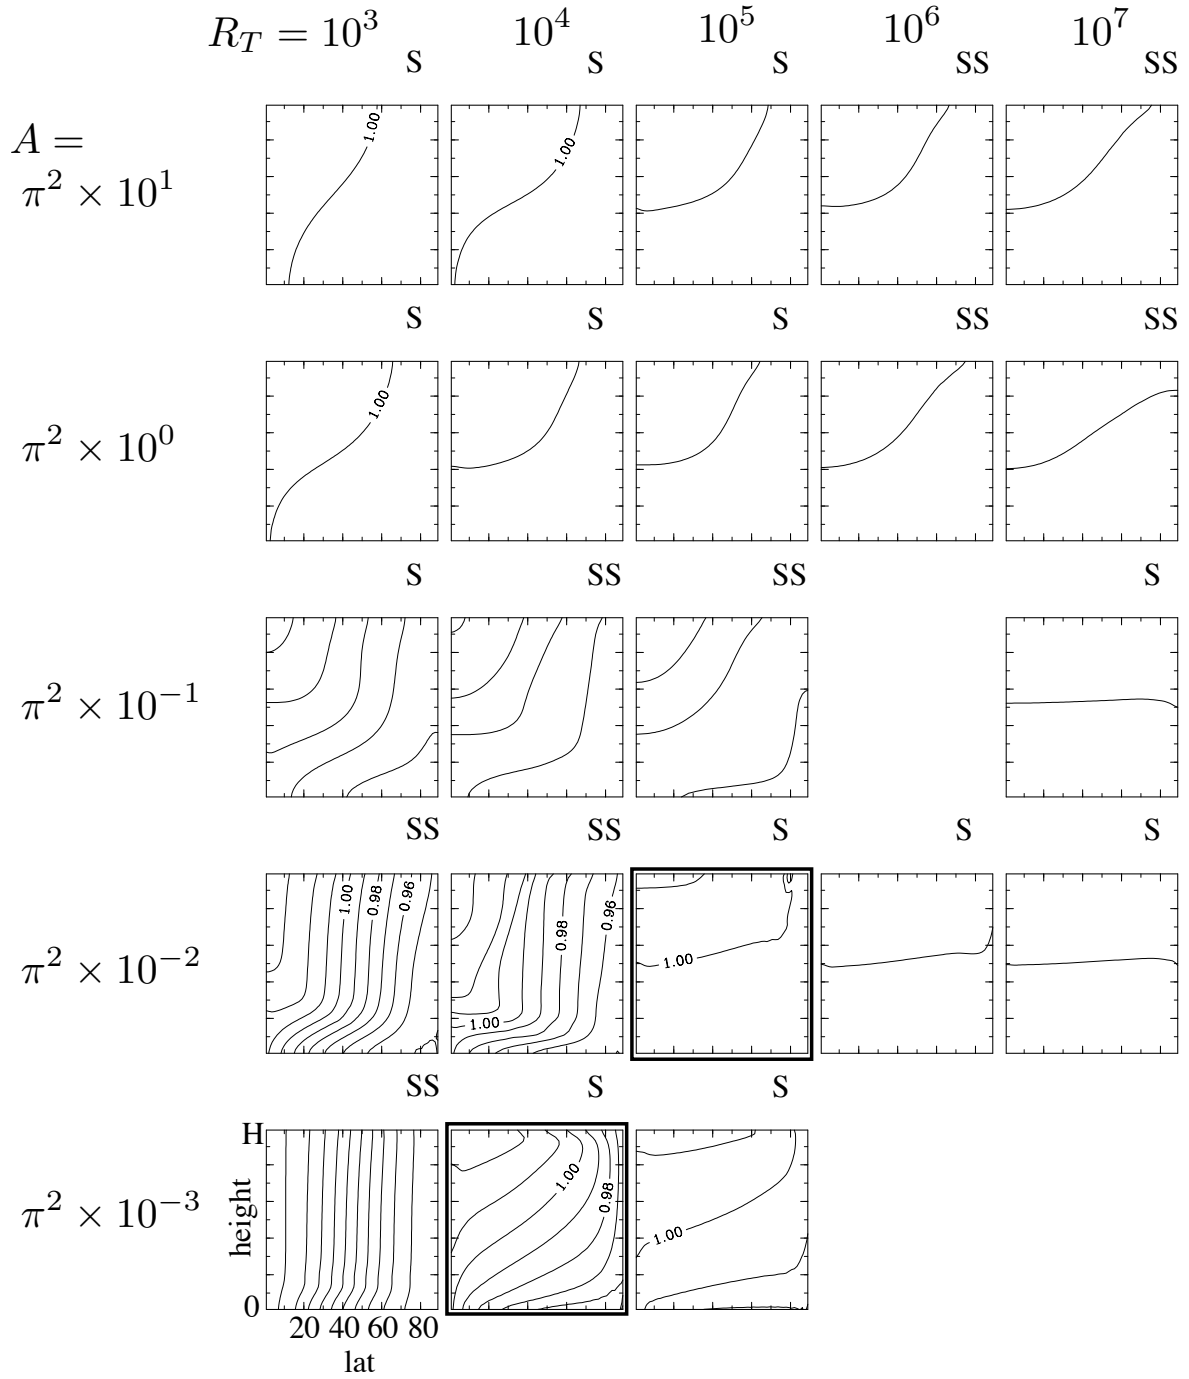 R_T = 10^3 10^4 10^5 10^6 10^7
S S S SS SS
A =
π^2 × 10^1
1.00 1.00
S S S SS SS
π^2 × 10^0
1.00
S SS SS S
π^2 × 10^{-1}
SS SS S S S
π^2 × 10^{-2}
1.00 0.98 0.96 1.00 0.98 0.96 1.00
SS S S
π^2 × 10^{-3}
H
height
0
1.00 0.98 1.00
20 40 60 80
lat